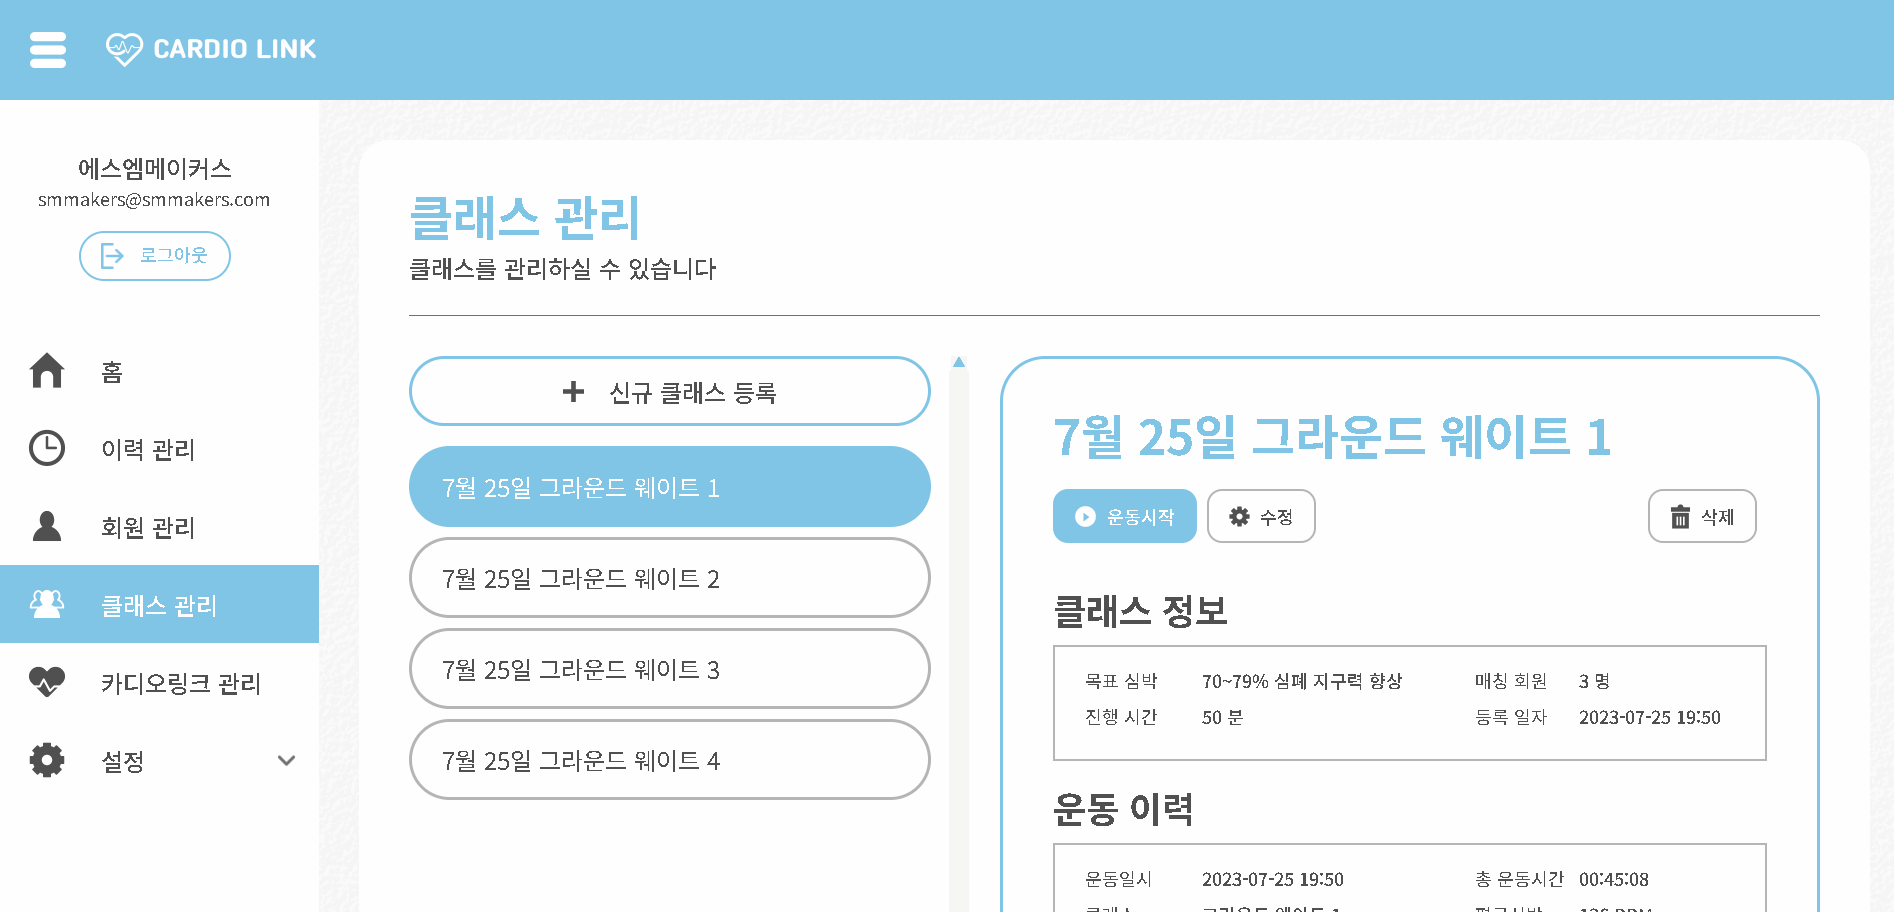 CARDIO LINK
에스엠메이커스
smmakers@smmakers.com
로그아웃
홈
이력 관리
회원 관리
클래스 관리
카디오링크 관리
설정
클래스 관리
클래스를 관리하실 수 있습니다
신규 클래스 등록
7월 25일 그라운드 웨이트 1
7월 25일 그라운드 웨이트 2
7월 25일 그라운드 웨이트 3
7월 25일 그라운드 웨이트 4
7월 25일 그라운드 웨이트 1
운동시작 수정 삭제
클래스 정보
목표 심박 70~79% 심폐 지구력 향상 매칭 회원 3 명
진행 시간 50 분 등록 일자 2023-07-25 19:50
운동 이력
운동일시 2023-07-25 19:50 총 운동시간 00:45:08